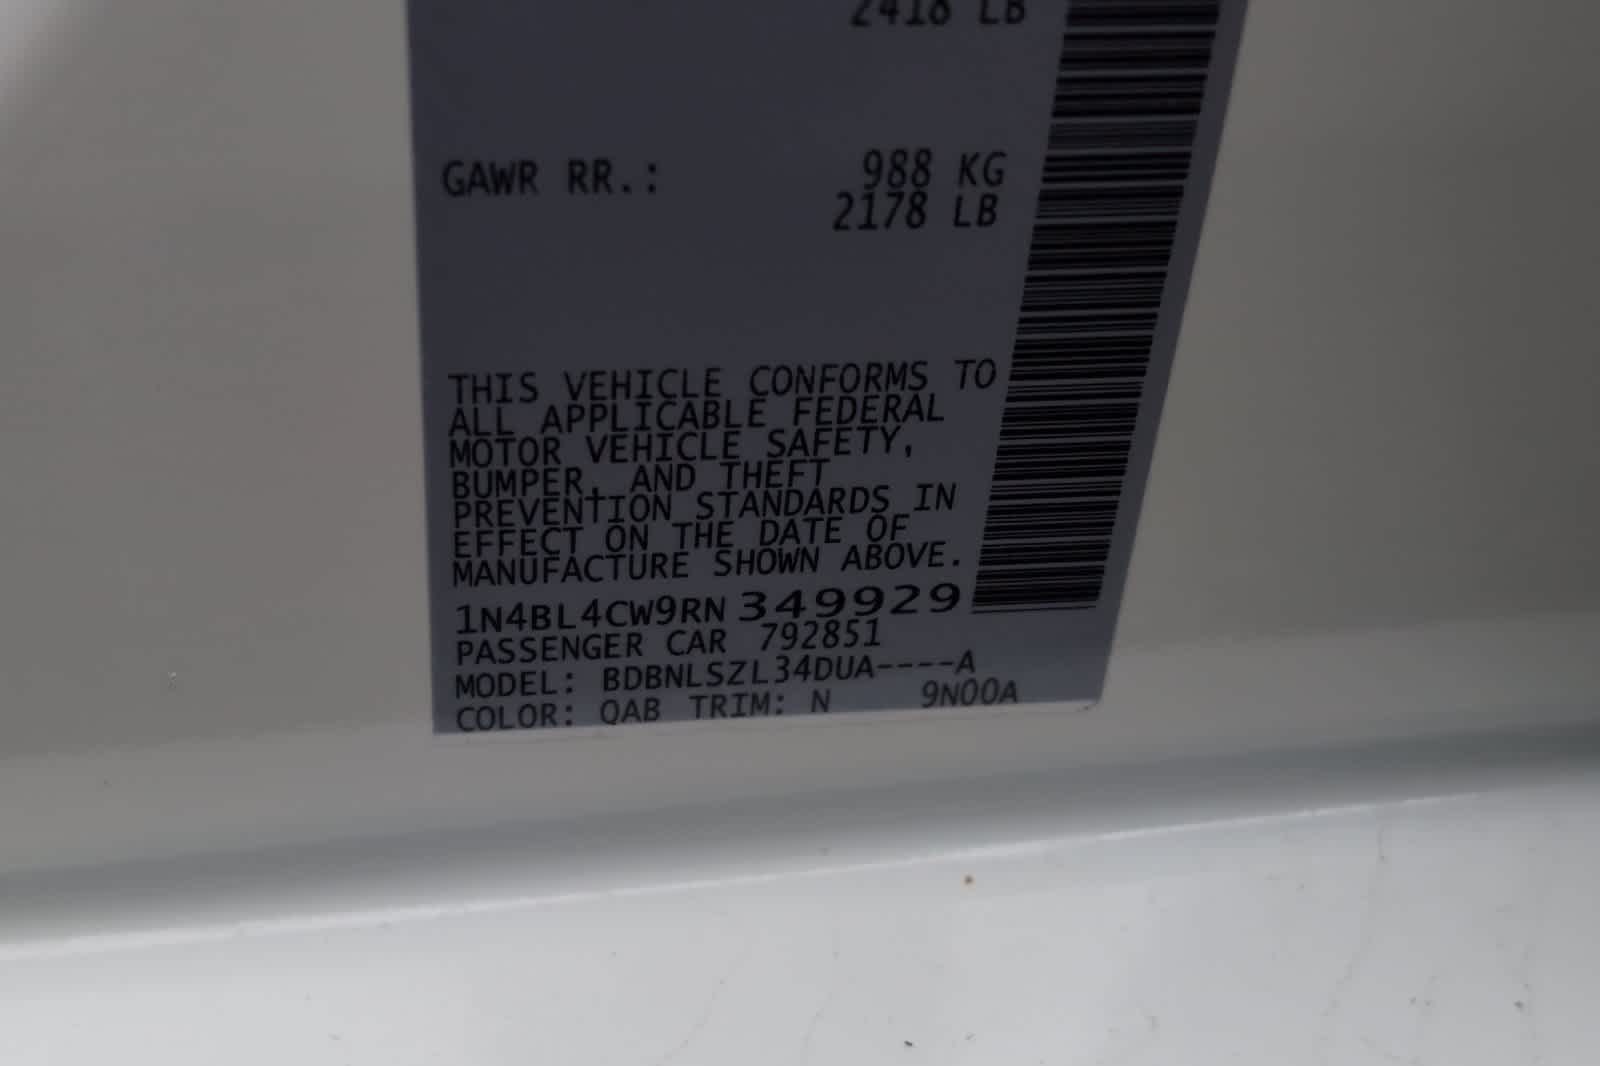 2418 LB
GAWR RR.: 988 KG
2178 LB
THIS VEHICLE CONFORMS TO
ALL APPLICABLE FEDERAL
MOTOR VEHICLE SAFETY,
BUMPER, AND THEFT
PREVENTION STANDARDS IN
EFFECT ON THE DATE OF
MANUFACTURE SHOWN ABOVE.
1N4BL4CW9RN349929
PASSENGER CAR 792851
MODEL: BDBNLSZL34DUA----A
COLOR: QAB TRIM: N 9N00A